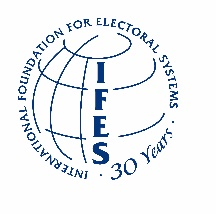 INTERNATIONAL FOUNDATION FOR ELECTORAL SYSTEMS
IFES
· 30 Years ·